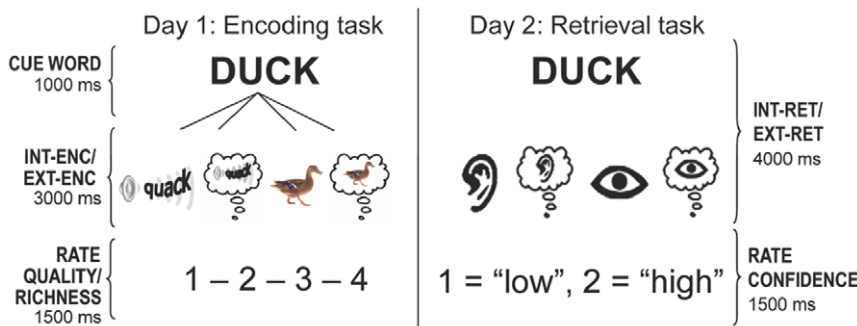 Day 1: Encoding task
CUE WORD
1000 ms
DUCK
INT-ENC/
EXT-ENC
3000 ms
quack
quack
RATE
QUALITY/
RICHNESS
1500 ms
1 – 2 – 3 – 4
Day 2: Retrieval task
DUCK
INT-RET/
EXT-RET
4000 ms
1 = “low”, 2 = “high”
RATE
CONFIDENCE
1500 ms